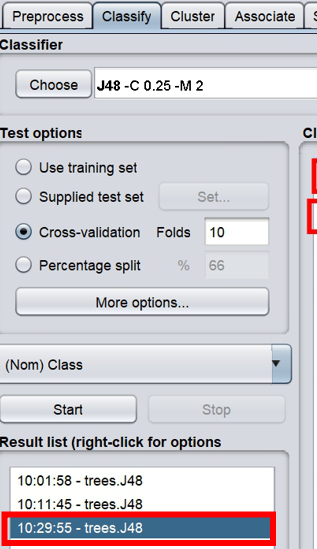 Preprocess Classify Cluster Associate S
Classifier
Choose J48 -C 0.25 -M 2
Test options Cl
Use training set
Supplied test set Set...
Cross-validation Folds 10
Percentage split % 66
More options...
(Nom) Class
Start Stop
Result list (right-click for options
10:01:58 - trees.J48
10:11:45 - trees.J48
10:29:55 - trees.J48